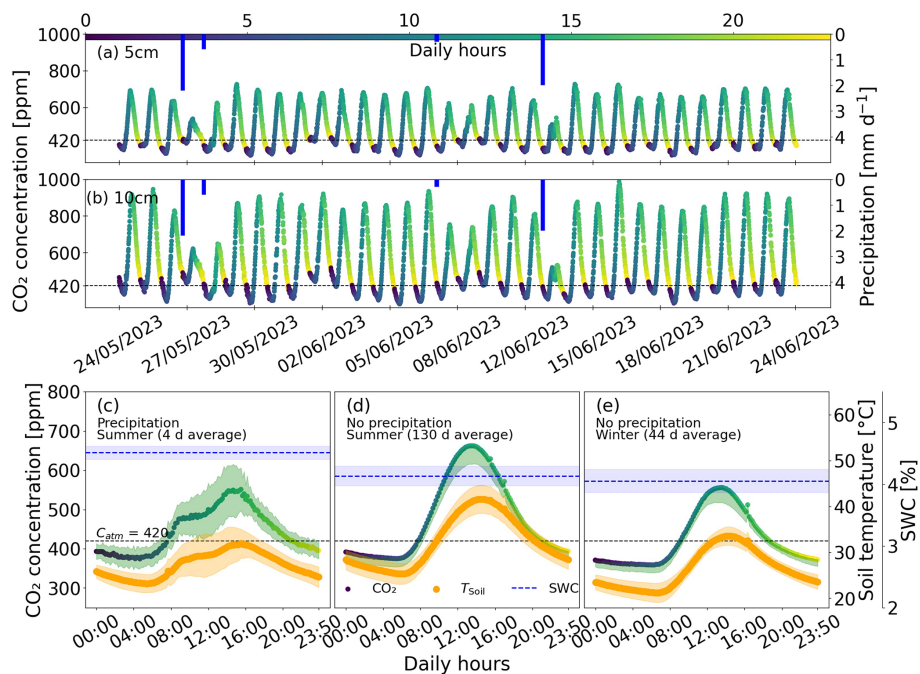 0 5 10 15 20
Daily hours
(a) 5cm
CO₂ concentration [ppm]
1000
800
600
420
0
1
2
3
4
Precipitation [mm d⁻¹]
(b) 10cm
1000
800
600
420
0
1
2
3
4
24/05/2023 27/05/2023 30/05/2023 02/06/2023 05/06/2023 08/06/2023 12/06/2023 15/06/2023 18/06/2023 21/06/2023 24/06/2023
CO₂ concentration [ppm]
800
700
600
500
400
300
(c)
Precipitation
Summer (4 d average)
C_atm = 420
(d)
No precipitation
Summer (130 d average)
CO₂ T_Soil SWC
(e)
No precipitation
Winter (44 d average)
60
50
40
30
20
Soil temperature [°C]
5
4
3
2
SWC [%]
00:00 04:00 08:00 12:00 16:00 20:00 23:50
00:00 04:00 08:00 12:00 16:00 20:00 23:50
00:00 04:00 08:00 12:00 16:00 20:00 23:50
Daily hours